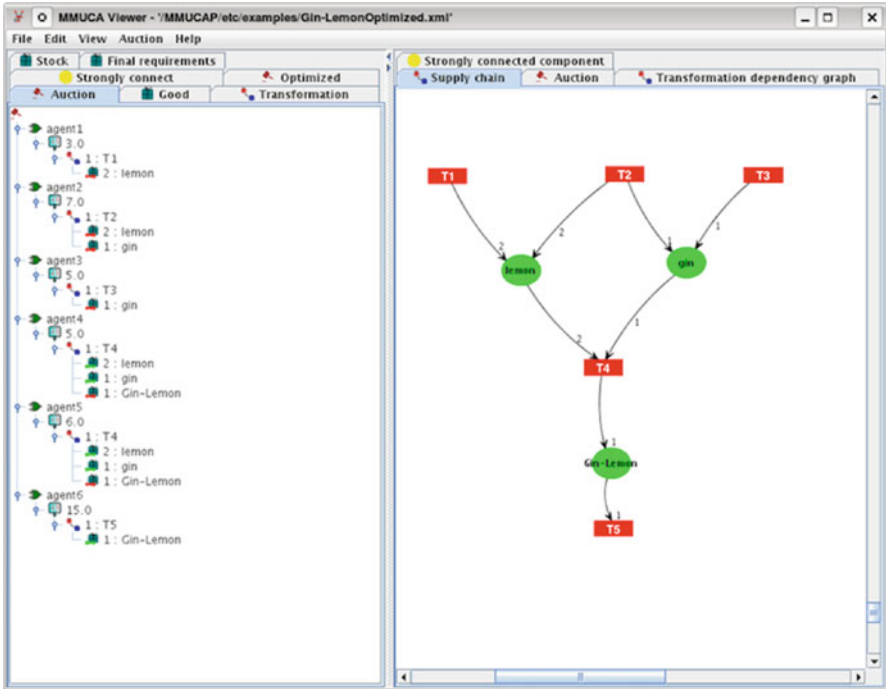 MMUCA Viewer - '/MMUCAP/etc/examples/Gin-LemonOptimized.xml'
File Edit View Auction Help
Stock Final requirements
Strongly connect Optimized
Auction Good Transformation
agent1
3.0
1 : T1
2 : lemon
agent2
7.0
1 : T2
2 : lemon
1 : gin
agent3
5.0
1 : T3
1 : gin
agent4
5.0
1 : T4
2 : lemon
1 : gin
1 : Gin-Lemon
agent5
6.0
1 : T4
2 : lemon
1 : gin
1 : Gin-Lemon
agent6
15.0
1 : T5
1 : Gin-Lemon
Strongly connected component
Supply chain Auction Transformation dependency graph
T1 T2 T3
2 2 1 1
lemon gin
2 1
T4
1
Gin-Lemon
1
T5